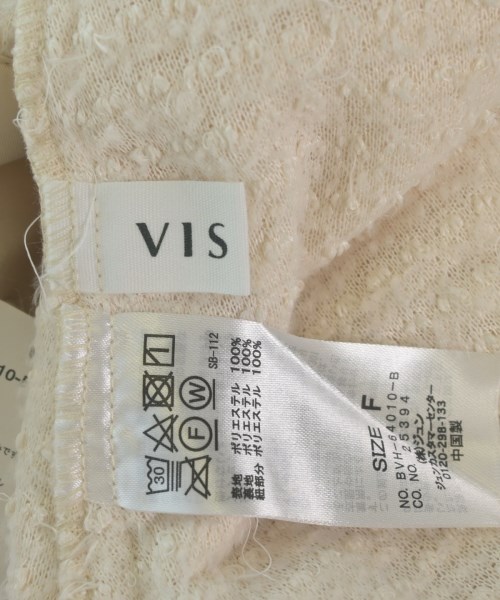 VIS
30
F
W
SB-112
表地 ポリエステル 100%
裏地 ポリエステル 100%
紐部分 ポリエステル 100%
SIZE F
NO. BVH-64010-B
CO. NO. 25394
(株)ジュン
ジュンカスタマーセンター
0120-298-133
中国製